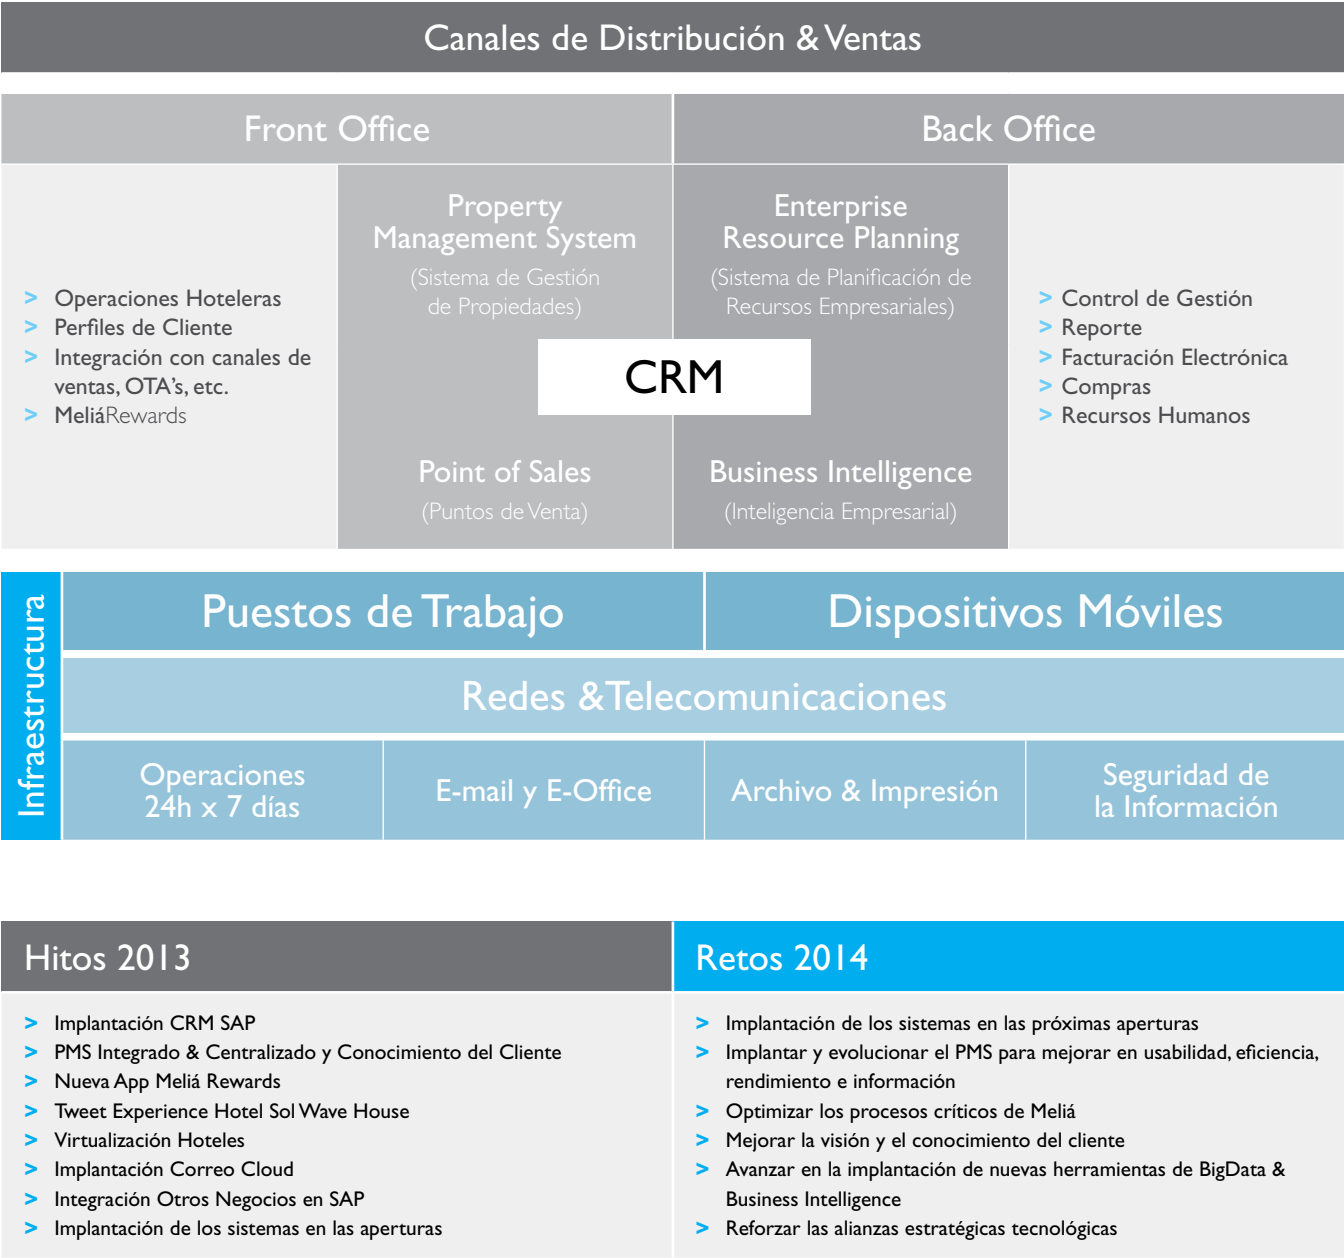 Canales de Distribución & Ventas
Front Office
Back Office
> Operaciones Hoteleras
> Perfiles de Cliente
> Integración con canales de
ventas, OTA's, etc.
> MeliáRewards
Property
Management System
(Sistema de Gestión
de Propiedades)
Enterprise
Resource Planning
(Sistema de Planificación de
Recursos Empresariales)
CRM
Point of Sales
(Puntos de Venta)
Business Intelligence
(Inteligencia Empresarial)
> Control de Gestión
> Reporte
> Facturación Electrónica
> Compras
> Recursos Humanos
Infraestructura
Puestos de Trabajo
Dispositivos Móviles
Redes & Telecomunicaciones
Operaciones
24h x 7 días
E-mail y E-Office
Archivo & Impresión
Seguridad de
la Información
Hitos 2013
> Implantación CRM SAP
> PMS Integrado & Centralizado y Conocimiento del Cliente
> Nueva App Meliá Rewards
> Tweet Experience Hotel Sol Wave House
> Virtualización Hoteles
> Implantación Correo Cloud
> Integración Otros Negocios en SAP
> Implantación de los sistemas en las aperturas
Retos 2014
> Implantación de los sistemas en las próximas aperturas
> Implantar y evolucionar el PMS para mejorar en usabilidad, eficiencia,
rendimiento e información
> Optimizar los procesos críticos de Meliá
> Mejorar la visión y el conocimiento del cliente
> Avanzar en la implantación de nuevas herramientas de BigData &
Business Intelligence
> Reforzar las alianzas estratégicas tecnológicas